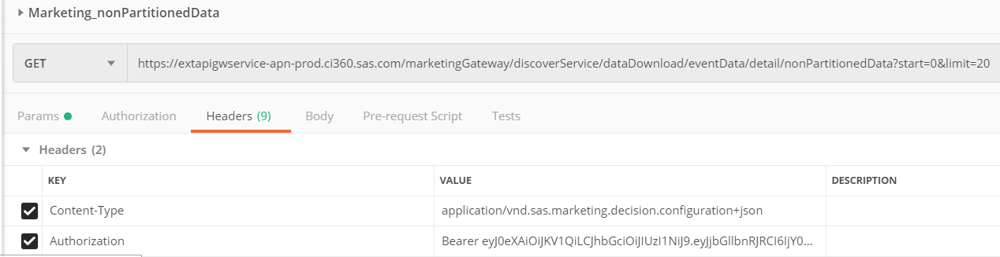 Marketing_nonPartitionedData
GET https://extapigwservice-apn-prod.ci360.sas.com/marketingGateway/discoverService/dataDownload/eventData/detail/nonPartitionedData?start=0&limit=20
Params Authorization Headers (9) Body Pre-request Script Tests
Headers (2)
KEY VALUE DESCRIPTION
Content-Type application/vnd.sas.marketing.decision.configuration+json
Authorization Bearer eyJ0eXAiOiJKV1QiLCJhbGciOiJIUzI1NiJ9.eyJjbGllbnRJRCI6IjY0...